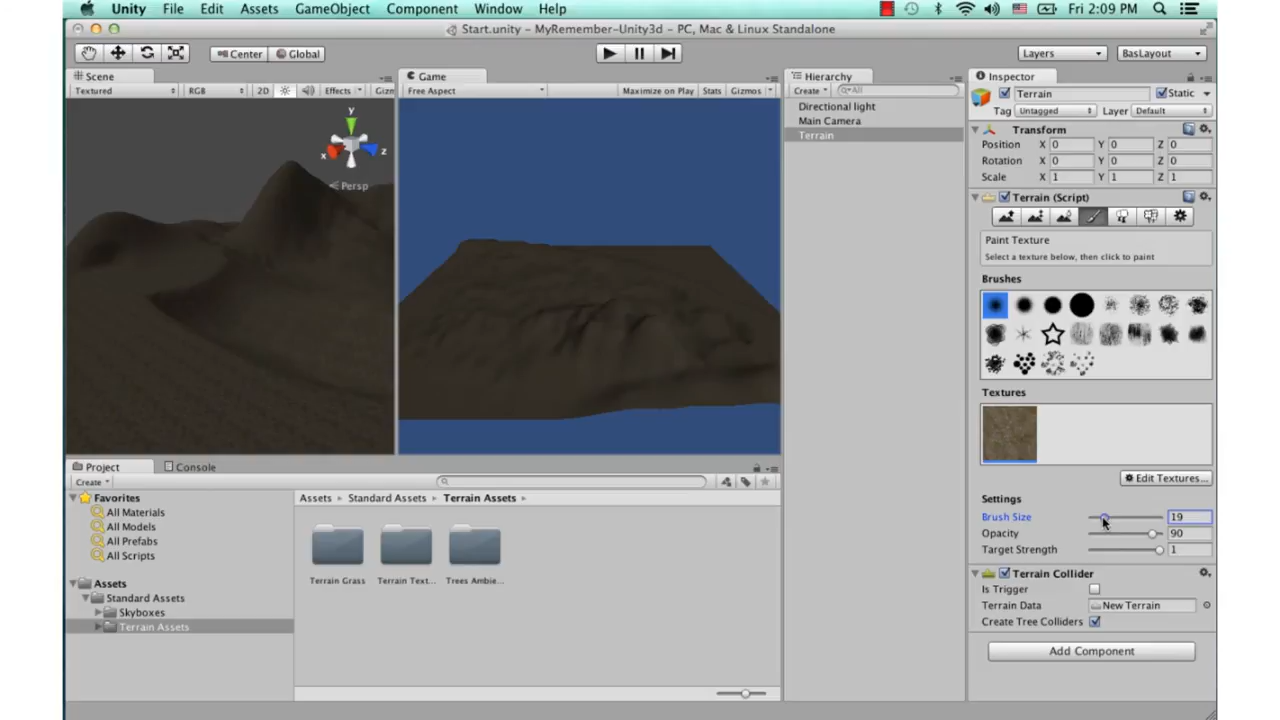 Unity File Edit Assets GameObject Component Window Help Fri 2:09 PM
Start.unity - MyRemember-Unity3d - PC, Mac & Linux Standalone
Center Global Layers BasLayout
Scene
Textured RGB 2D Effects Gizn
y
x z
Persp
Game
Free Aspect Maximize on Play Stats Gizmos
Hierarchy
Create All
Directional light
Main Camera
Terrain
Inspector
Terrain Static
Tag Untagged Layer Default
Transform
Position X 0 Y 0 Z 0
Rotation X 0 Y 0 Z 0
Scale X 1 Y 1 Z 1
Terrain (Script)
Paint Texture
Select a texture below, then click to paint
Brushes
Textures
Edit Textures...
Settings
Brush Size 19
Opacity 90
Target Strength 1
Terrain Collider
Is Trigger
Terrain Data New Terrain
Create Tree Colliders
Add Component
Project Console
Create
Favorites
All Materials
All Models
All Prefabs
All Scripts
Assets
Standard Assets
Skyboxes
Terrain Assets
Assets Standard Assets Terrain Assets
Terrain Grass Terrain Text... Trees Ambie...